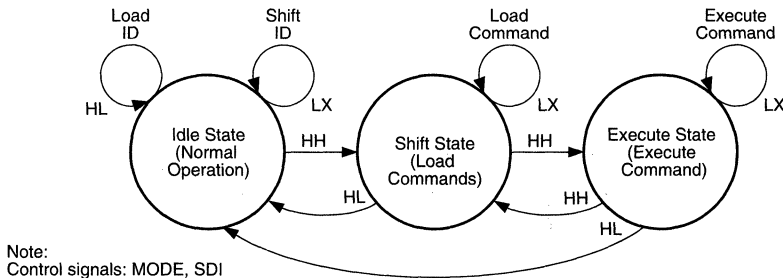 Load
ID
Shift
ID
Load
Command
Execute
Command
HL
LX
LX
LX
Idle State
(Normal
Operation)
HH
Shift State
(Load
Commands)
HH
Execute State
(Execute
Command)
HL
HH
HL
Note:
Control signals: MODE, SDI